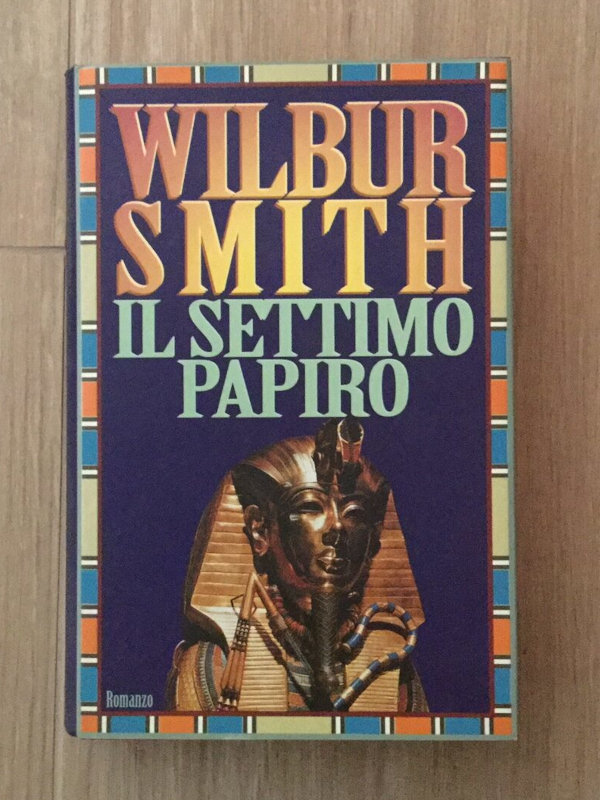 WILBUR
SMITH
IL SETTIMO
PAPIRO
Romanzo